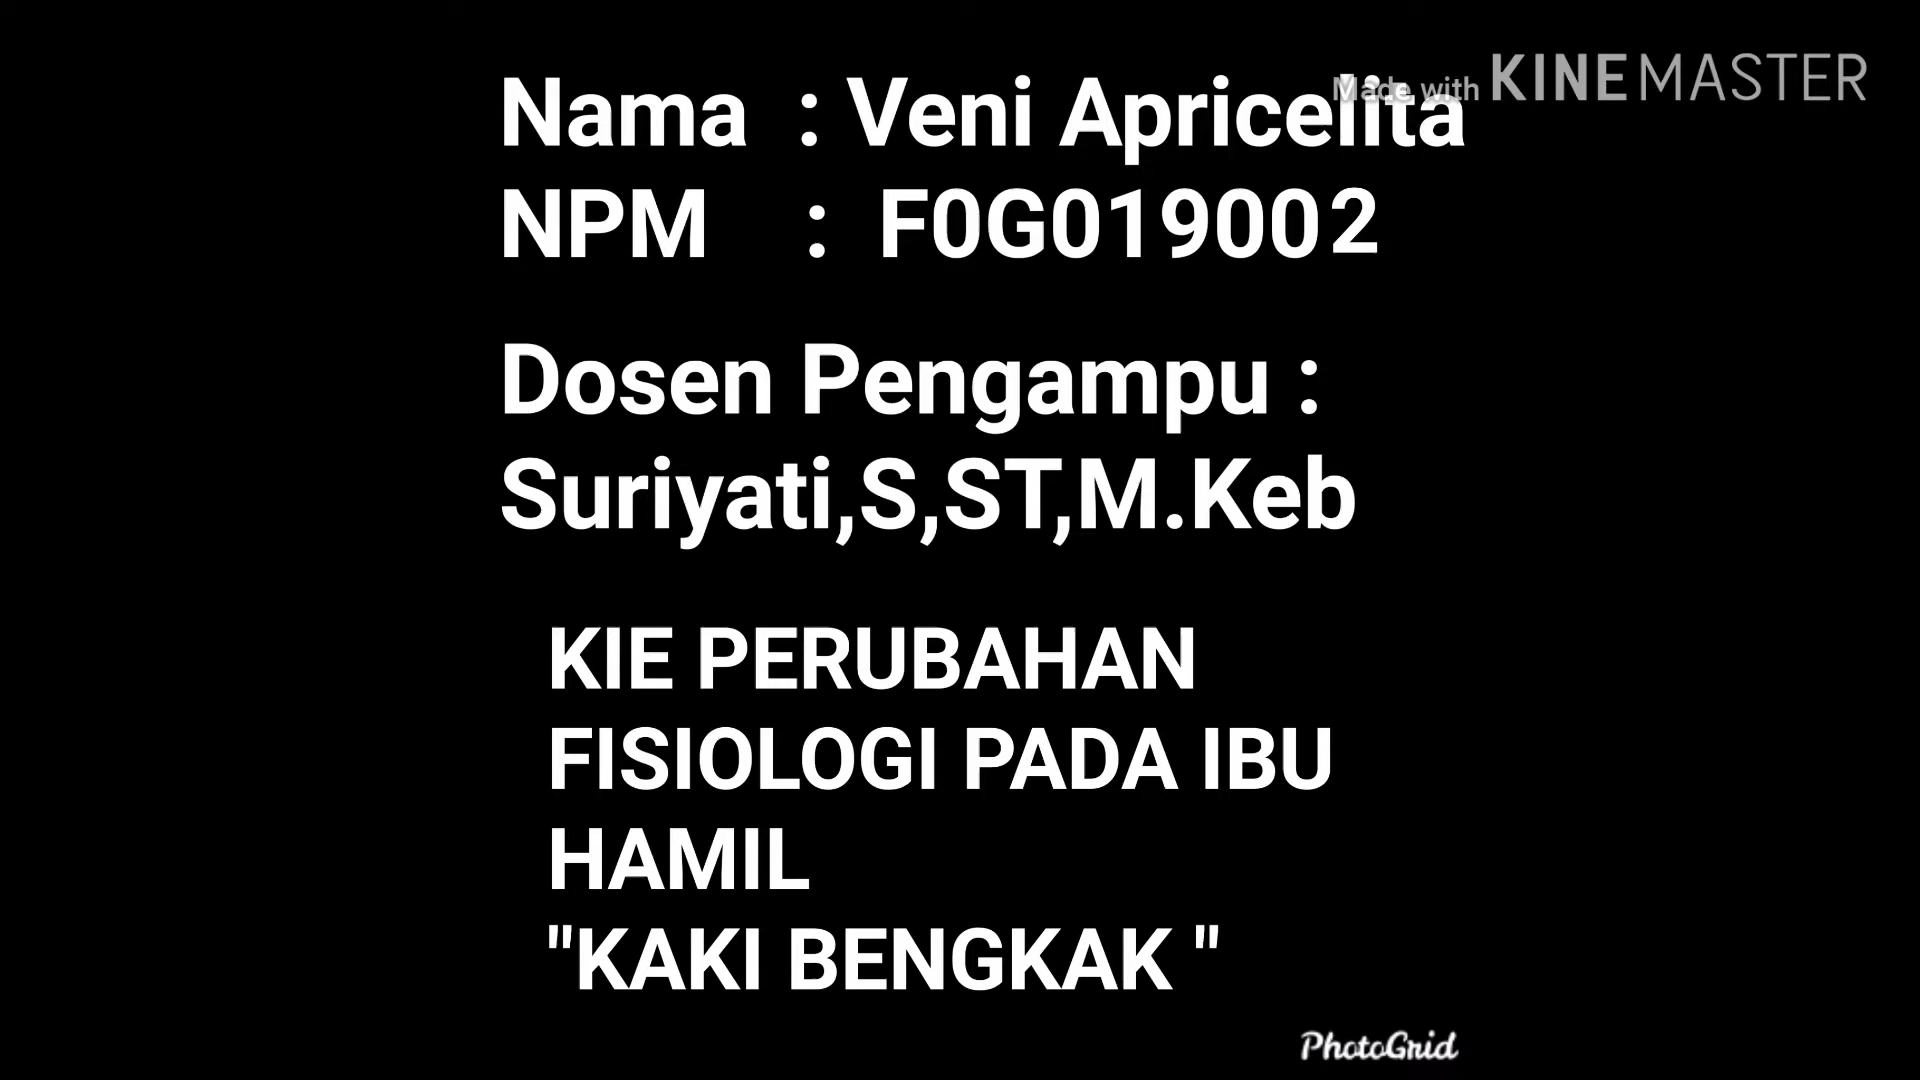 Nama : Veni Apricelita
Made with KINEMASTER
NPM : F0G019002
Dosen Pengampu :
Suriyati,S,ST,M.Keb
KIE PERUBAHAN
FISIOLOGI PADA IBU
HAMIL
"KAKI BENGKAK "
PhotoGrid